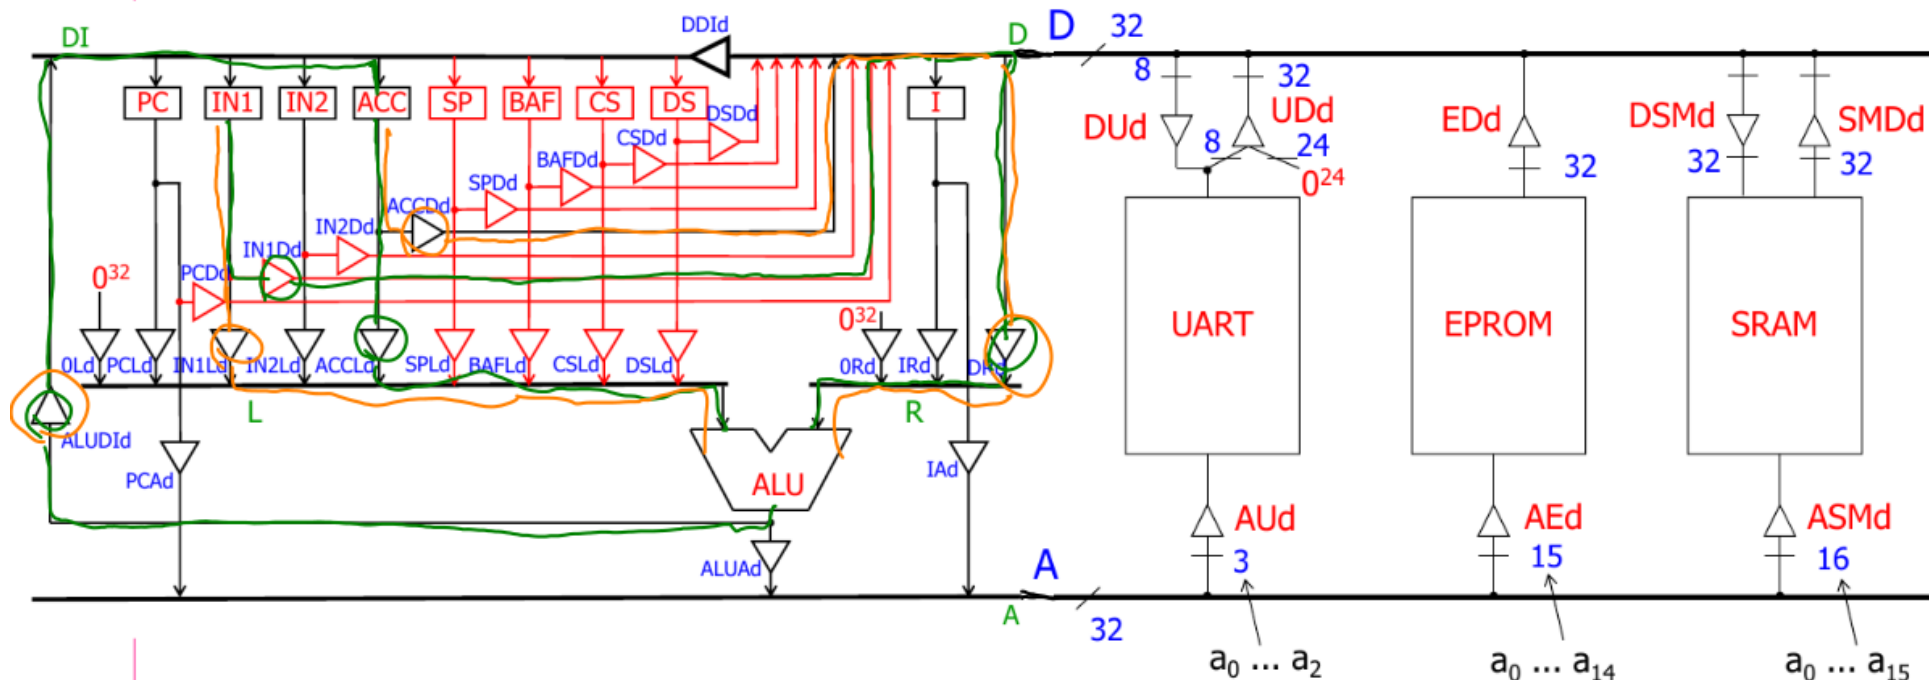 DDId
DI
D
D
32
PC
IN1
IN2
ACC
SP
BAF
CS
DS
I
DSDd
CSDd
BAFDd
SPDd
ACCDd
IN2Dd
IN1Dd
PCDd
0³²
0³²
0Ld
PCLd
IN1Ld
IN2Ld
ACCLd
SPLd
BAFLd
CSLd
DSLd
0Rd
IRd
L
R
ALUDId
PCAd
ALU
IAd
ALUAd
A
A
32
8
32
DUd
UDd
8
24
0²⁴
EDd
32
DSMd
SMDd
32
32
UART
EPROM
SRAM
AUd
AEd
ASMd
3
15
16
a₀ ... a₂
a₀ ... a₁₄
a₀ ... a₁₅